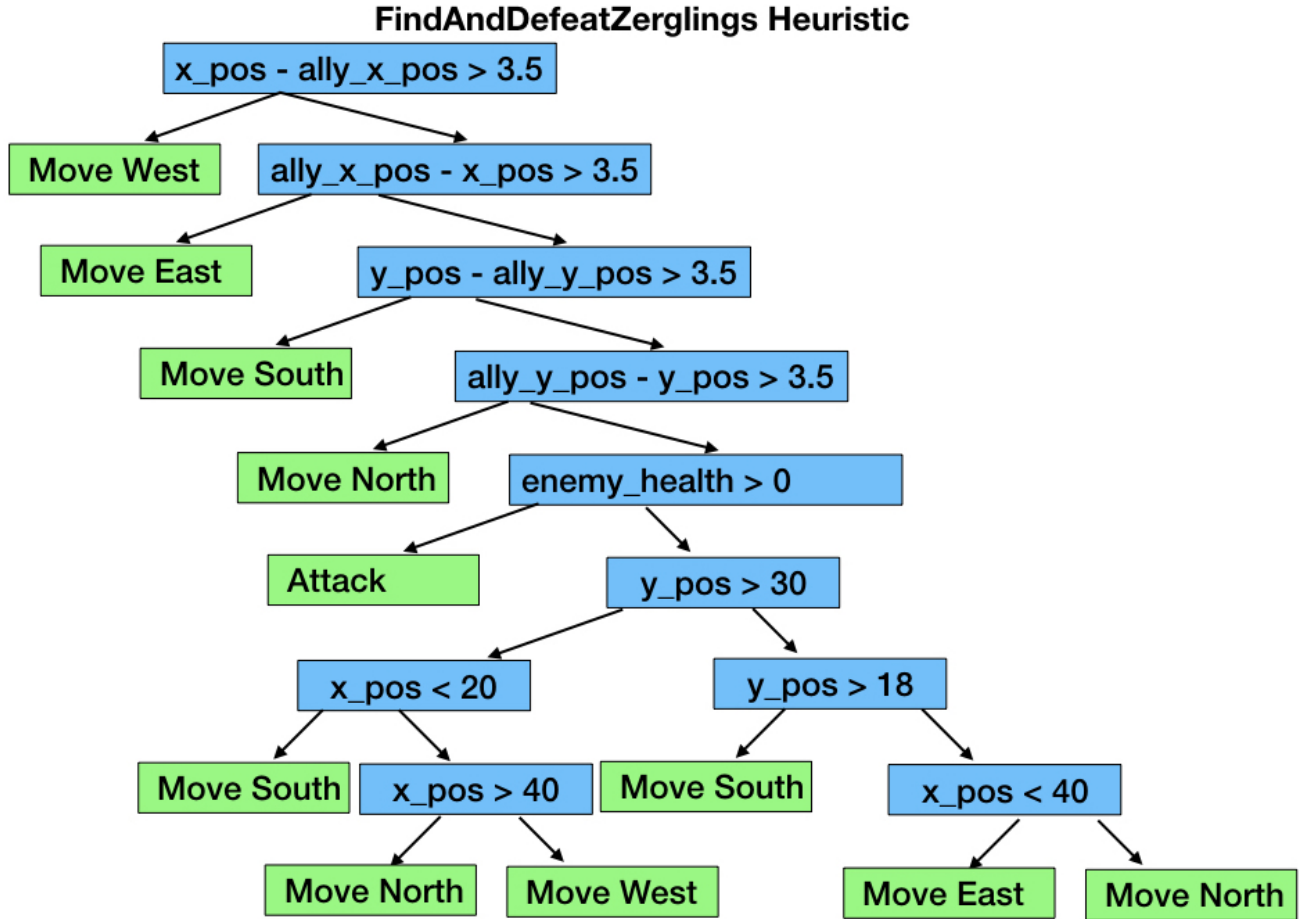 FindAndDefeatZerglings Heuristic
x_pos - ally_x_pos > 3.5
Move West
ally_x_pos - x_pos > 3.5
Move East
y_pos - ally_y_pos > 3.5
Move South
ally_y_pos - y_pos > 3.5
Move North
enemy_health > 0
Attack
y_pos > 30
x_pos < 20
y_pos > 18
Move South
x_pos > 40
Move South
x_pos < 40
Move North
Move West
Move East
Move North